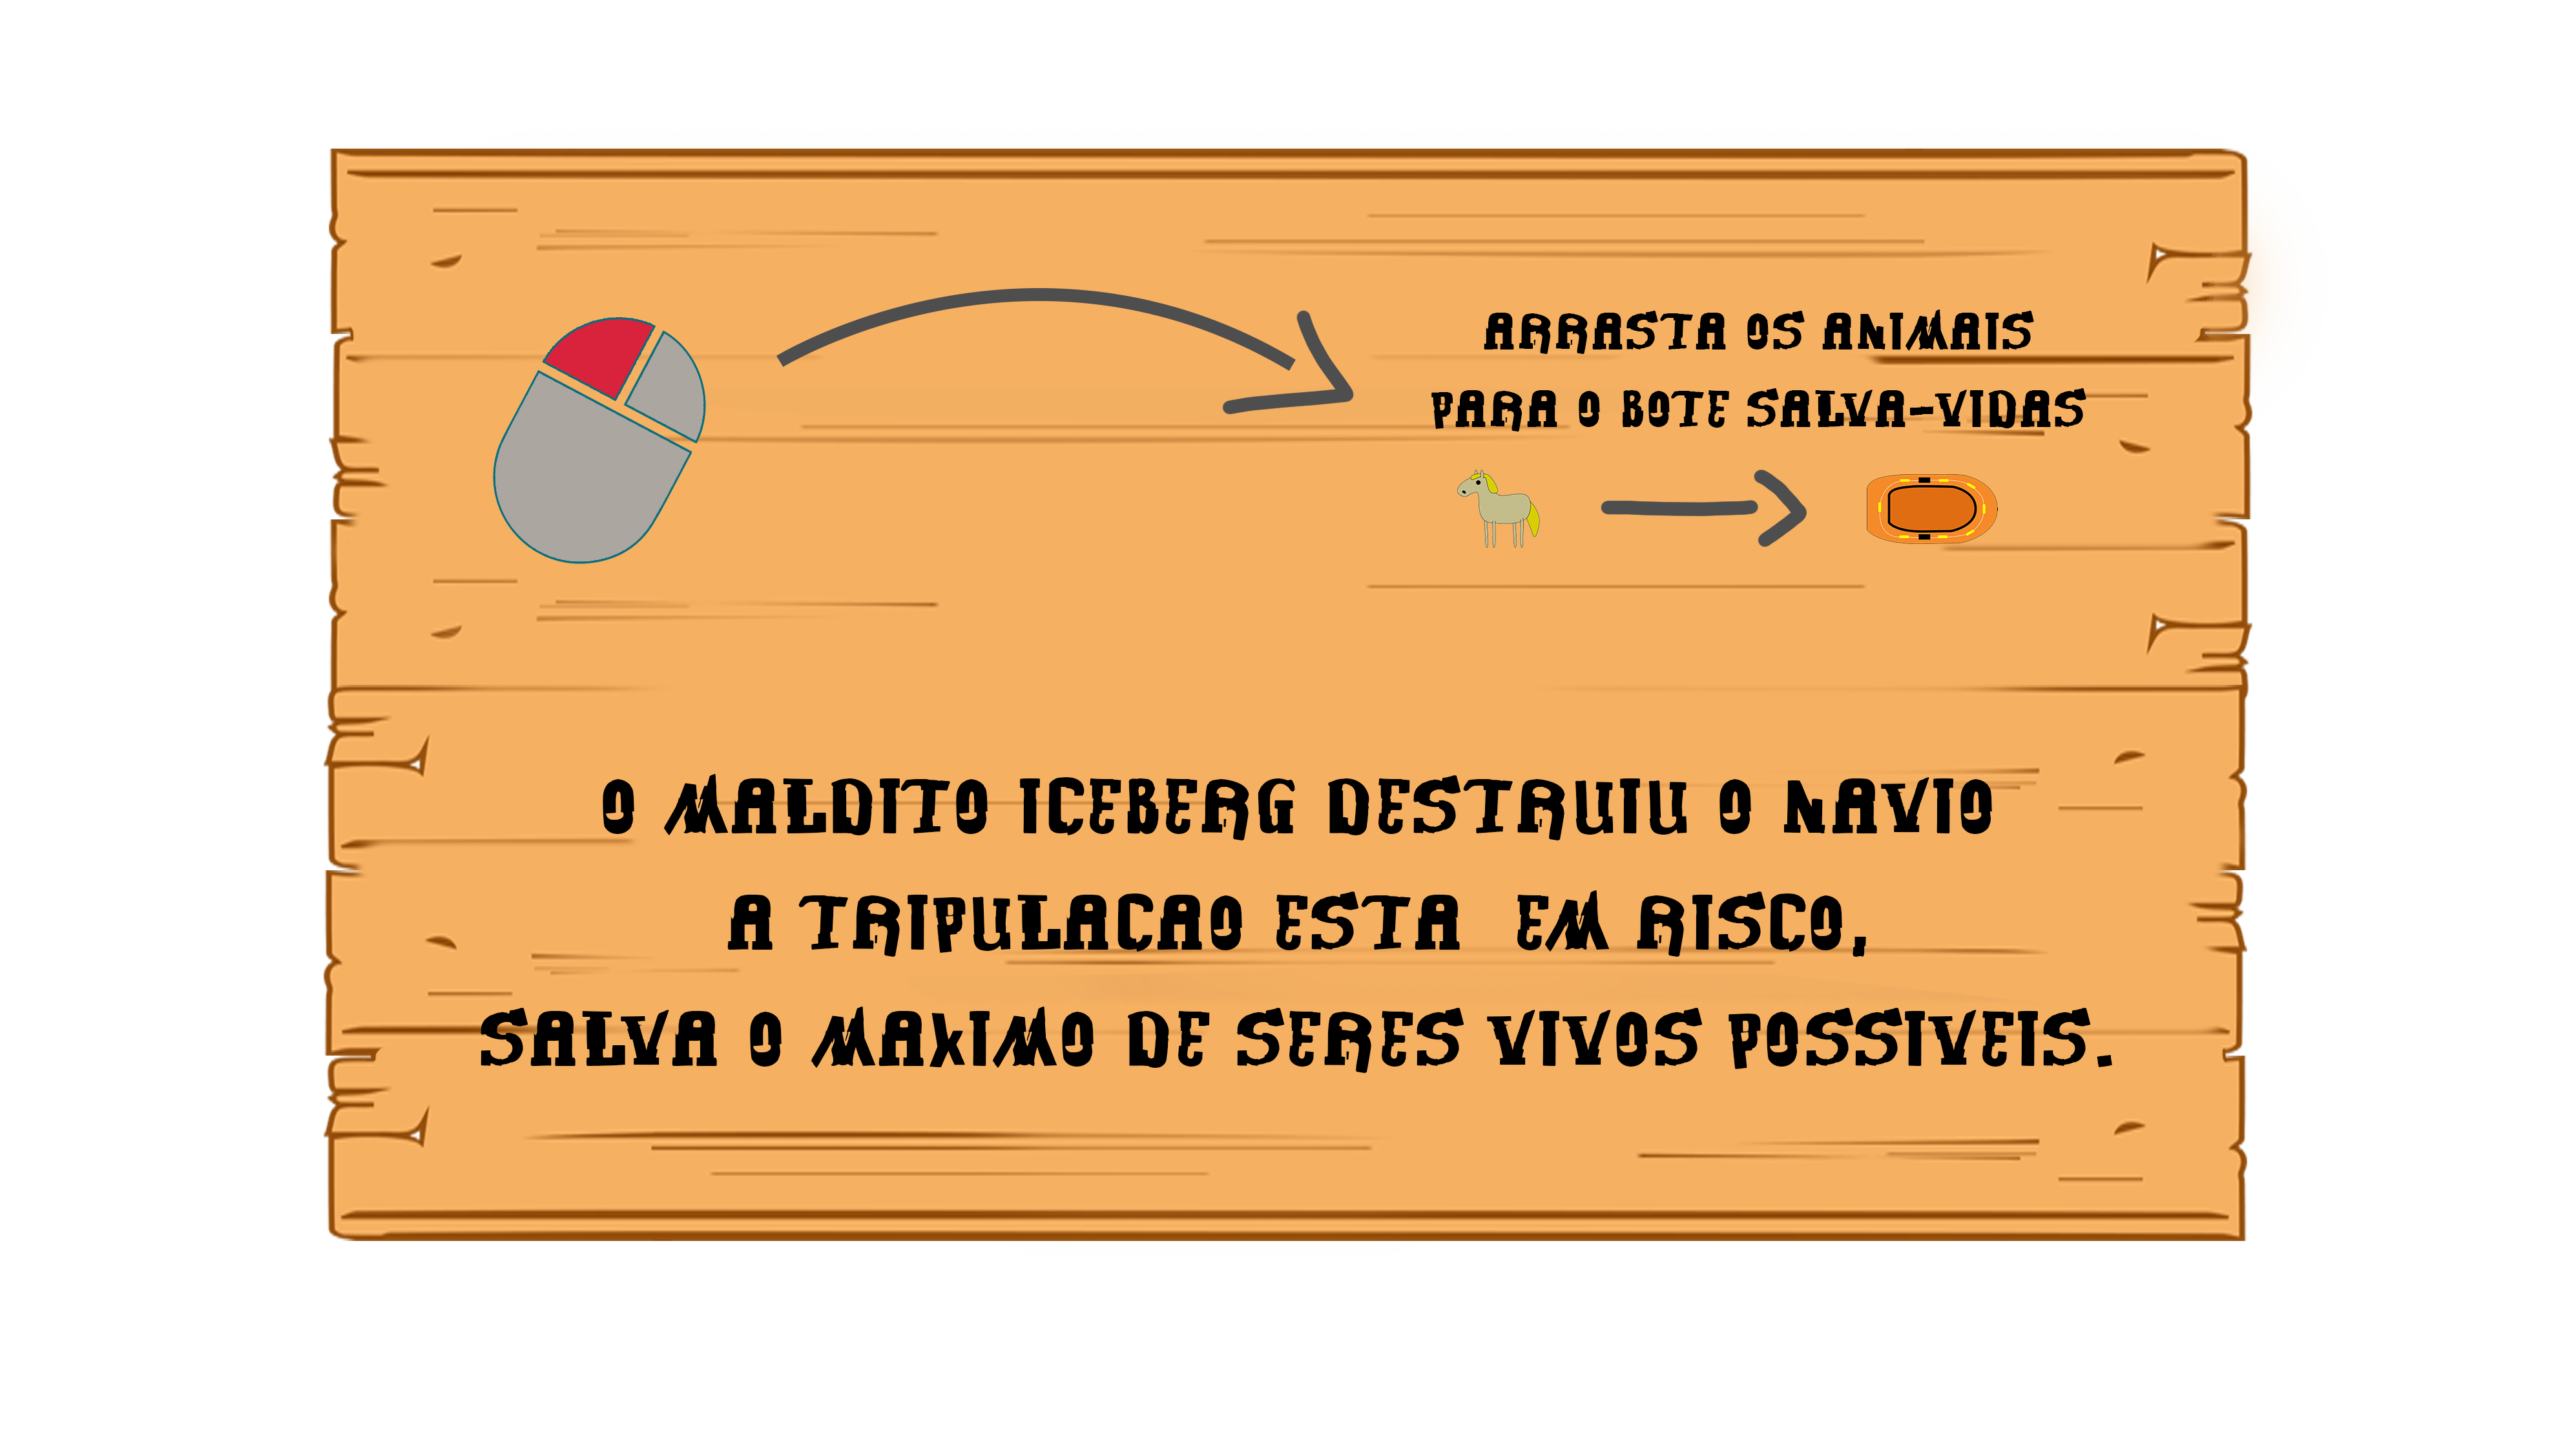 ARRASTA OS ANIMAIS
PARA O BOTE SALVA-VIDAS
O MALDITO ICEBERG DESTRUIU O NAVIO
A TRIPULACAO ESTA EM RISCO,
SALVA O MAXIMO DE SERES VIVOS POSSIVEIS.